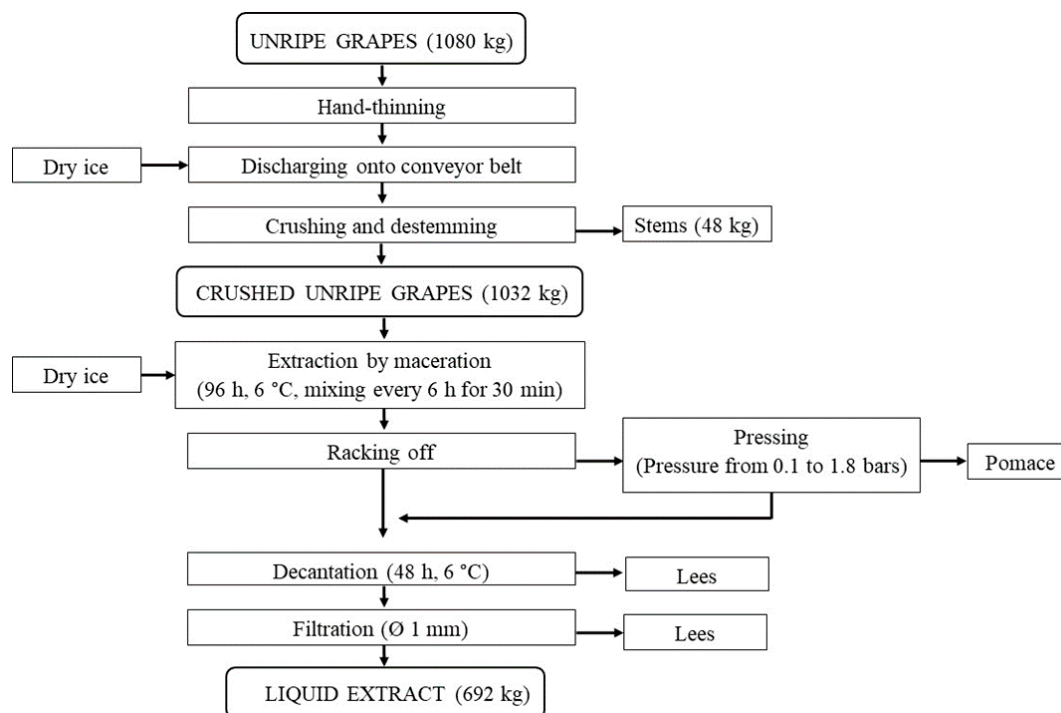 UNRIPE GRAPES (1080 kg)
Hand-thinning
Dry ice
Discharging onto conveyor belt
Crushing and destemming
Stems (48 kg)
CRUSHED UNRIPE GRAPES (1032 kg)
Dry ice
Extraction by maceration
(96 h, 6 °C, mixing every 6 h for 30 min)
Racking off
Pressing
(Pressure from 0.1 to 1.8 bars)
Pomace
Decantation (48 h, 6 °C)
Lees
Filtration (Ø 1 mm)
Lees
LIQUID EXTRACT (692 kg)